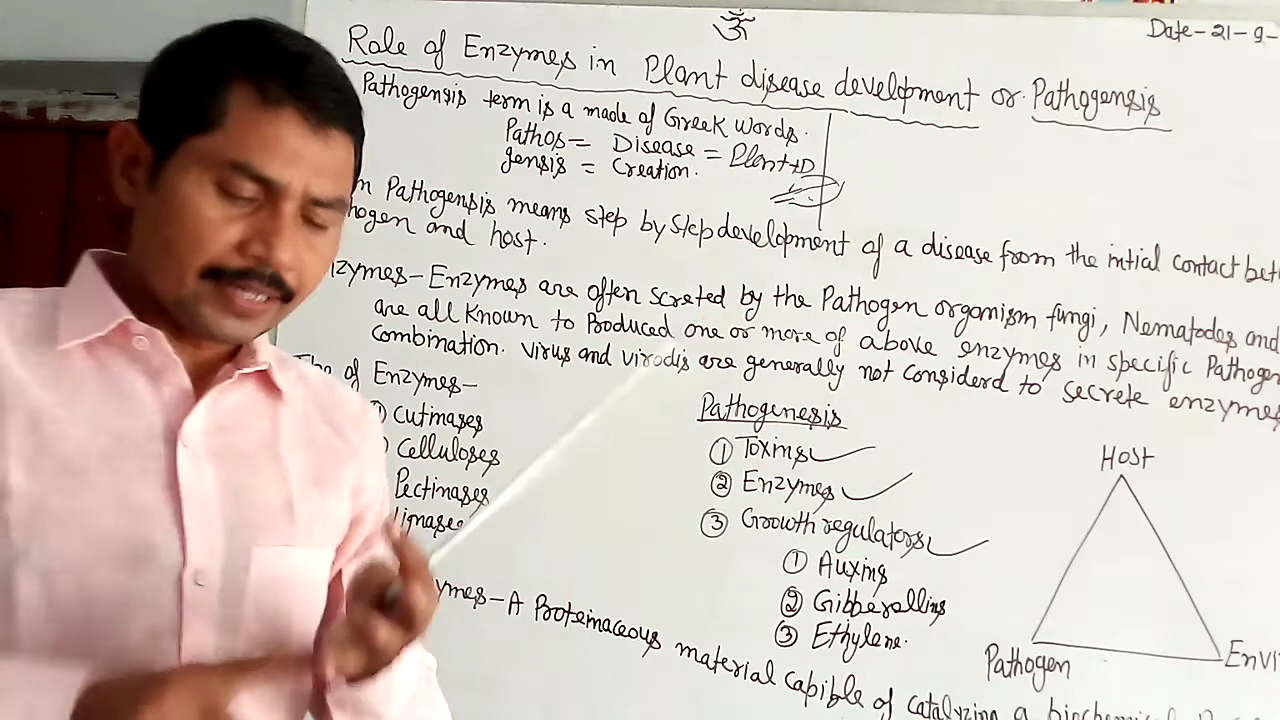 ॐ
Date-21-9-
Role of Enzymes in Plant disease development or Pathogensis
Pathogensis term is a made of Greek words.
Pathos = Disease = Plant+D
gensis = Creation.
Pathogensis means step by step development of a disease from the intial contact bet
hogen and host.
zymes-Enzymes are often screted by the Pathogen organism fungi, Nematodes and
are all Known to Produced one or more of above enzymes in specific Pathogen
combination. Virus and virodis are generally not considerd to secrete enzymes
of Enzymes-
① Cutinases
Celluloses
Pectinases
lignases
Pathogenesis
① Toxins
② Enzymes
③ Growth regulators
① Auxins
② Gibberallins
③ Ethylene.
Host
Pathogen
Envi
ymes-A Proteinaceous material capible of catalyzing a biochemical